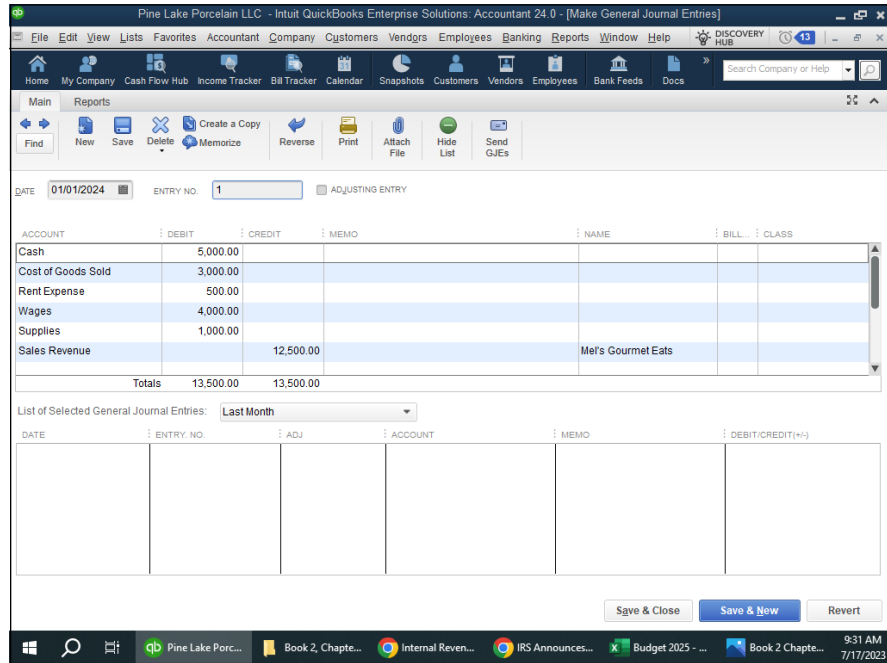 qb Pine Lake Porcelain LLC - Intuit QuickBooks Enterprise Solutions: Accountant 24.0 - [Make General Journal Entries]
File Edit View Lists Favorites Accountant Company Customers Vendors Employees Banking Reports Window Help DISCOVERY HUB 13
Home My Company Cash Flow Hub Income Tracker Bill Tracker Calendar Snapshots Customers Vendors Employees Bank Feeds Docs » Search Company or Help
Main Reports
Find New Save Delete Create a Copy Memorize Reverse Print Attach File Hide List Send GJEs
DATE 01/01/2024 ENTRY NO. 1 ADJUSTING ENTRY
ACCOUNT DEBIT CREDIT MEMO NAME BILL... CLASS
Cash 5,000.00
Cost of Goods Sold 3,000.00
Rent Expense 500.00
Wages 4,000.00
Supplies 1,000.00
Sales Revenue 12,500.00 Mel's Gourmet Eats
Totals 13,500.00 13,500.00
List of Selected General Journal Entries: Last Month
DATE ENTRY. NO. ADJ ACCOUNT MEMO DEBIT/CREDIT(+/-)
Save & Close Save & New Revert
qb Pine Lake Porc... Book 2, Chapte... Internal Reven... IRS Announces... Budget 2025 - ... Book 2 Chapte... 9:31 AM
7/17/2023